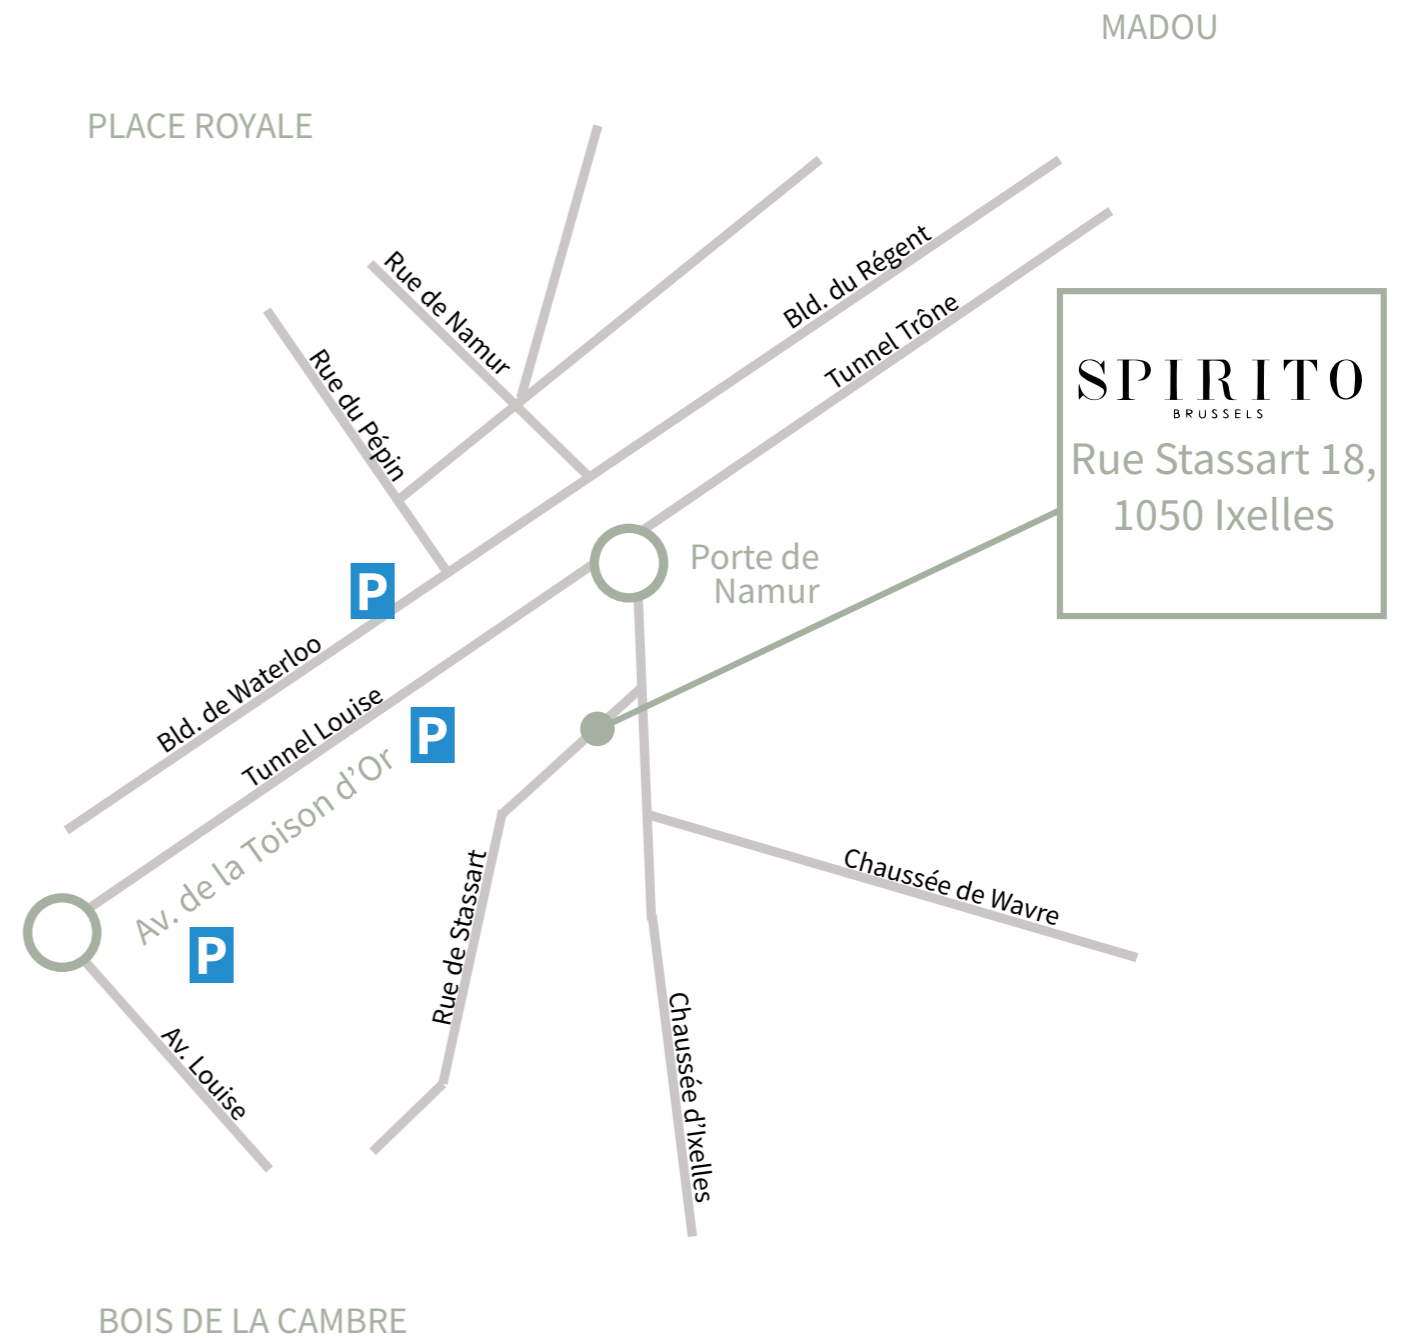 MADOU
PLACE ROYALE
Rue de Namur
Bld. du Régent
Tunnel Trône
Rue du Pépin
SPIRITO
BRUSSELS
Rue Stassart 18,
1050 Ixelles
Porte de
Namur
P
Bld. de Waterloo
Tunnel Louise
P
Av. de la Toison d’Or
P
Rue de Stassart
Chaussée de Wavre
Av. Louise
Chaussée d’Ixelles
BOIS DE LA CAMBRE